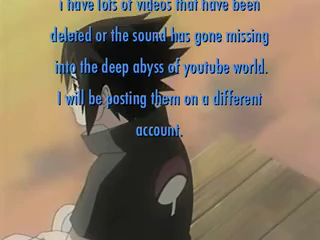 i have lots of videos that have been
deleted or the sound has gone missing
into the deep abyss of youtube world.
I will be posting them on a different
account.